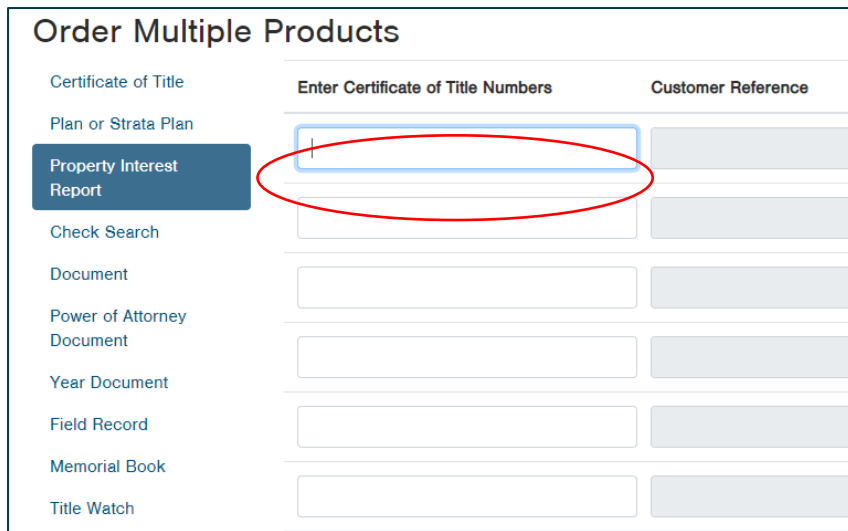 Order Multiple Products
Certificate of Title
Plan or Strata Plan
Property Interest
Report
Check Search
Document
Power of Attorney
Document
Year Document
Field Record
Memorial Book
Title Watch
Enter Certificate of Title Numbers
Customer Reference